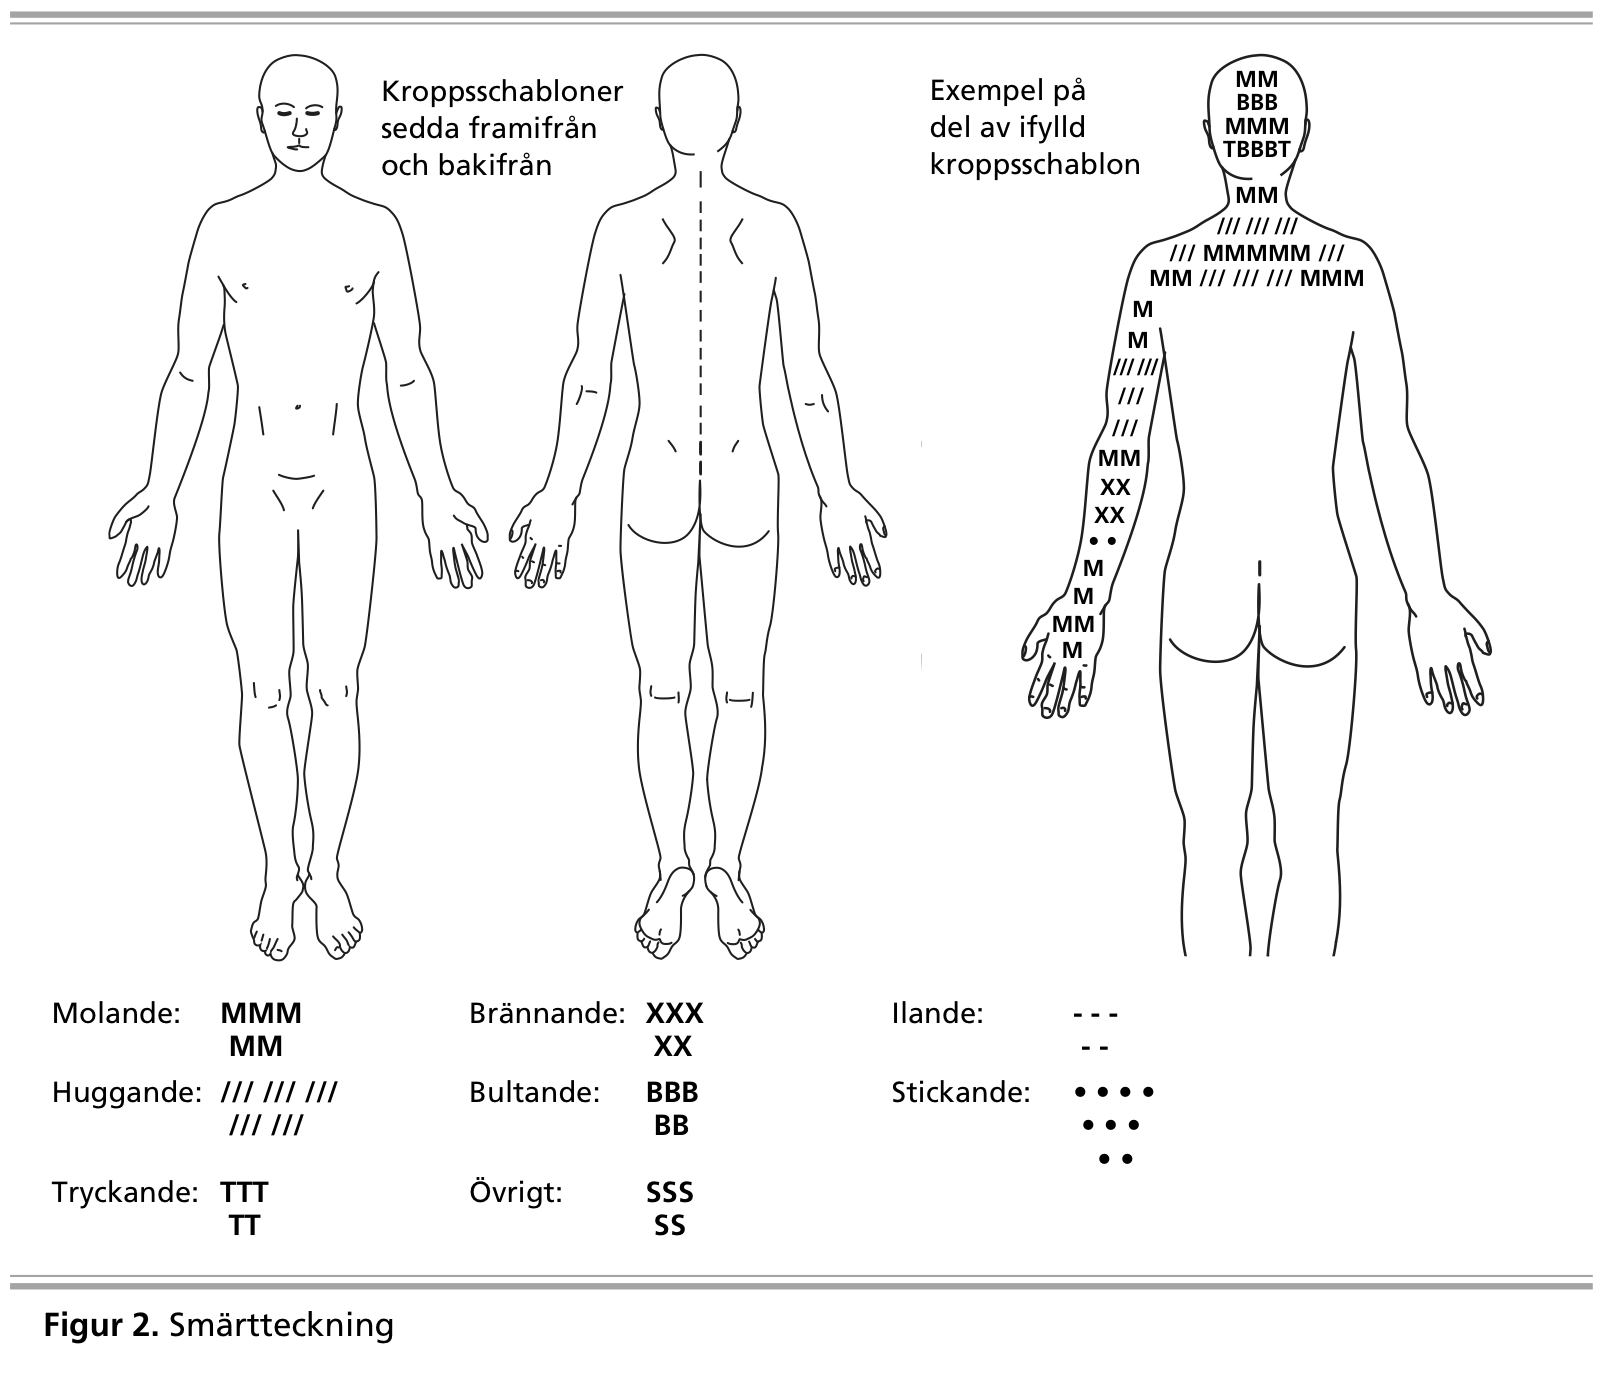 Kroppsschabloner
sedda framifrån
och bakifrån
Exempel på
del av ifylld
kroppsschablon
MM
BBB
MMM
TBBBT
MM
/// /// ///
/// MMMMM ///
MM /// /// /// MMM
M
M
/// ///
///
///
MM
XX
XX
• •
M
M
MM
M
Molande: MMM
MM
Huggande: /// /// ///
/// ///
Tryckande: TTT
TT
Brännande: XXX
XX
Bultande: BBB
BB
Övrigt: SSS
SS
Ilande: - - -
- -
Stickande: • • • •
• • •
• •
Figur 2. Smärtteckning